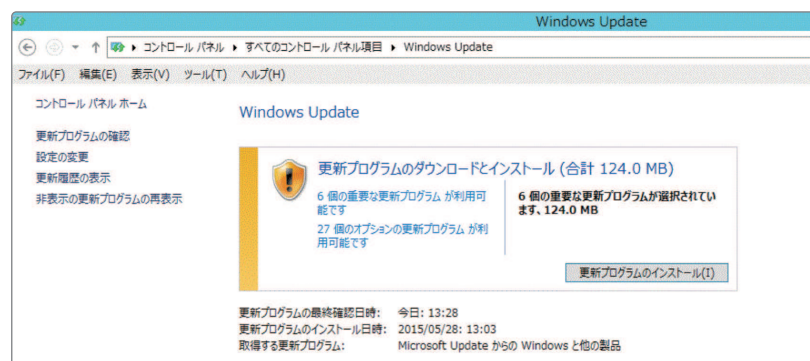 Windows Update
コントロール パネル ▸ すべてのコントロール パネル項目 ▸ Windows Update
ファイル(F) 編集(E) 表示(V) ツール(T) ヘルプ(H)
コントロール パネル ホーム
更新プログラムの確認
設定の変更
更新履歴の表示
非表示の更新プログラムの再表示
Windows Update
更新プログラムのダウンロードとインストール (合計 124.0 MB)
6 個の重要な更新プログラム が利用可
能です
27 個のオプションの更新プログラム が利
用可能です
6 個の重要な更新プログラムが選択されてい
ます、124.0 MB
更新プログラムのインストール(I)
更新プログラムの最終確認日時: 今日: 13:28
更新プログラムのインストール日時: 2015/05/28: 13:03
取得する更新プログラム: Microsoft Update からの Windows と他の製品